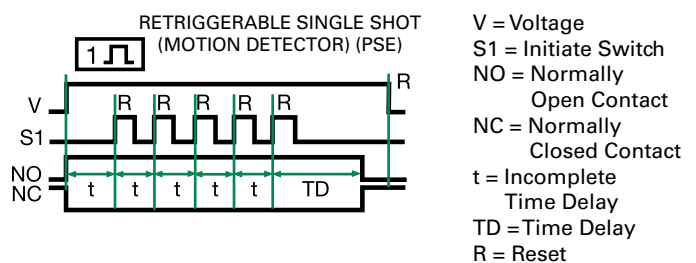 RETRIGGERABLE SINGLE SHOT
(MOTION DETECTOR) (PSE)
1
R
V
R R R R R
S1
NO
NC
t t t t t TD
V = Voltage
S1 = Initiate Switch
NO = Normally
Open Contact
NC = Normally
Closed Contact
t = Incomplete
Time Delay
TD = Time Delay
R = Reset